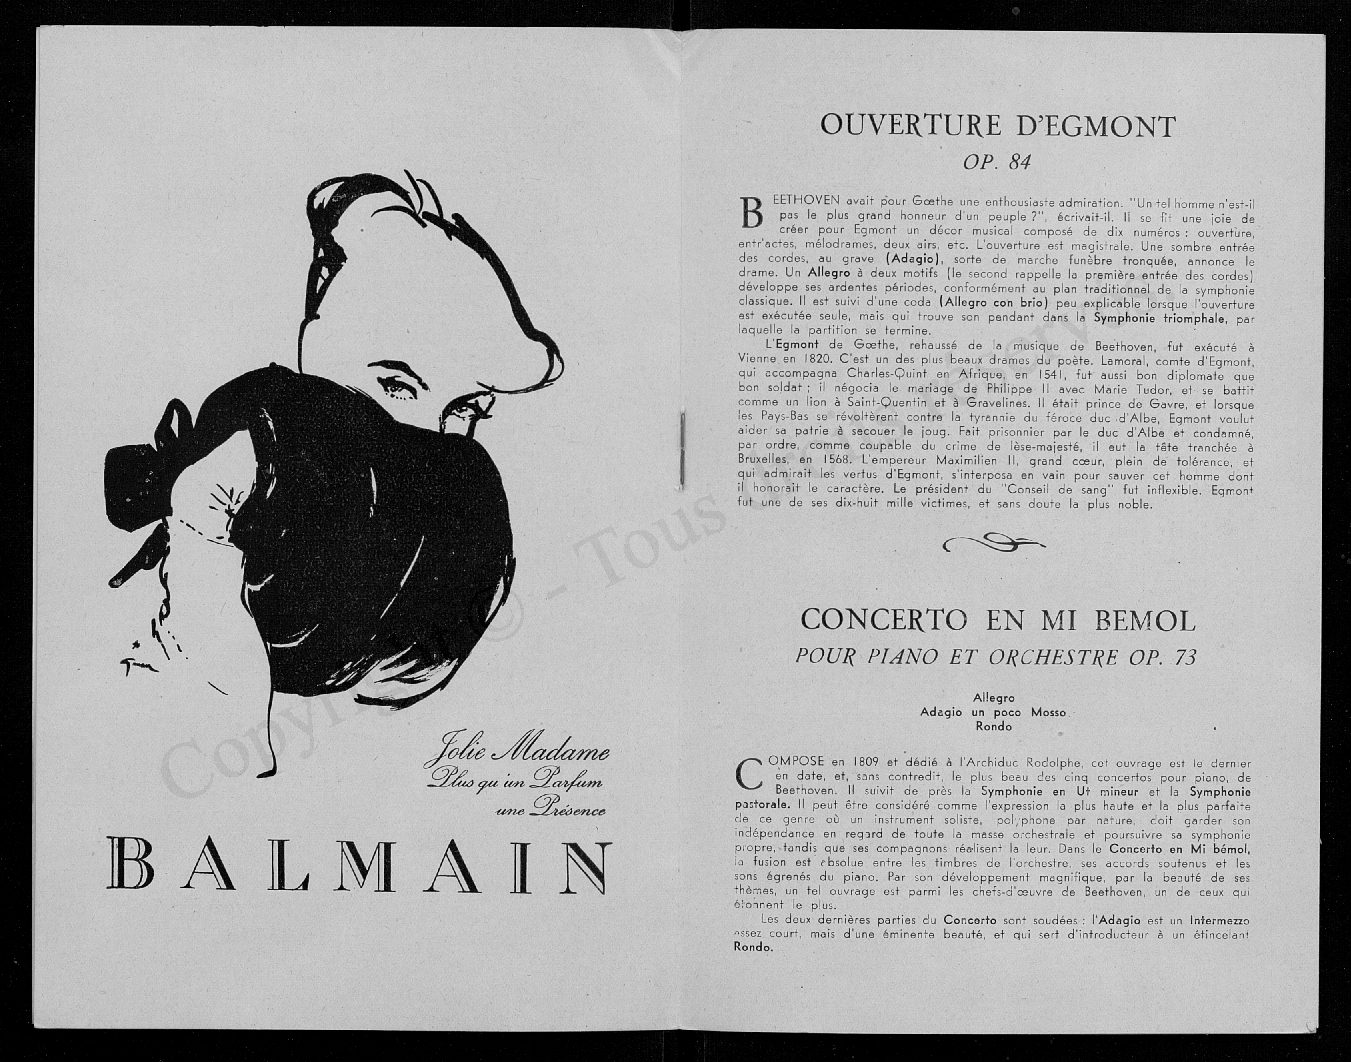 Jolie Madame
Plus qu'un Parfum
une Présence
BALMAIN
OUVERTURE D'EGMONT
OP. 84
BEETHOVEN avait pour Gœthe une enthousiaste admiration. "Un tel homme n'est-il
pas le plus grand honneur d'un peuple ?", écrivait-il. Il se fit une joie de
créer pour Egmont un décor musical composé de dix numéros : ouverture,
entr'actes, mélodrames, deux airs, etc. L'ouverture est magistrale. Une sombre entrée
des cordes, au grave (Adagio), sorte de marche funèbre tronquée, annonce le
drame. Un Allegro à deux motifs (le second rappelle la première entrée des cordes)
développe ses ardentes périodes, conformément au plan traditionnel de la symphonie
classique. Il est suivi d'une coda (Allegro con brio) peu explicable lorsque l'ouverture
est exécutée seule, mais qui trouve son pendant dans la Symphonie triomphale, par
laquelle la partition se termine.
L'Egmont de Gœthe, rehaussé de la musique de Beethoven, fut exécuté à
Vienne en 1820. C'est un des plus beaux drames du poète. Lamoral, comte d'Egmont,
qui accompagna Charles-Quint en Afrique, en 1541, fut aussi bon diplomate que
bon soldat ; il négocia le mariage de Philippe II avec Marie Tudor, et se battit
comme un lion à Saint-Quentin et à Gravelines. Il était prince de Gavre, et lorsque
les Pays-Bas se révoltèrent contre la tyrannie du féroce duc d'Albe, Egmont voulut
aider sa patrie à secouer le joug. Fait prisonnier par le duc d'Albe et condamné,
par ordre, comme coupable du crime de lèse-majesté, il eut la tête tranchée à
Bruxelles, en 1568. L'empereur Maximilien II, grand cœur, plein de tolérance, et
qui admirait les vertus d'Egmont, s'interposa en vain pour sauver cet homme dont
il honorait le caractère. Le président du "Conseil de sang" fut inflexible. Egmont
fut une de ses dix-huit mille victimes, et sans doute la plus noble.
CONCERTO EN MI BEMOL
POUR PIANO ET ORCHESTRE OP. 73
Allegro
Adagio un poco Mosso
Rondo
COMPOSE en 1809 et dédié à l'Archiduc Rodolphe, cet ouvrage est le dernier
en date, et, sans contredit, le plus beau des cinq concertos pour piano, de
Beethoven. Il suivit de près la Symphonie en Ut mineur et la Symphonie
pastorale. Il peut être considéré comme l'expression la plus haute et la plus parfaite
de ce genre où un instrument soliste, polyphone par nature, doit garder son
indépendance en regard de toute la masse orchestrale et poursuivre sa symphonie
propre, tandis que ses compagnons réalisent la leur. Dans le Concerto en Mi bémol,
la fusion est absolue entre les timbres de l'orchestre, ses accords soutenus et les
sons égrenés du piano. Par son développement magnifique, par la beauté de ses
thèmes, un tel ouvrage est parmi les chefs-d'œuvre de Beethoven, un de ceux qui
étonnent le plus.
Les deux dernières parties du Concerto sont soudées : l'Adagio est un Intermezzo
assez court, mais d'une éminente beauté, et qui sert d'introducteur à un étincelant
Rondo.